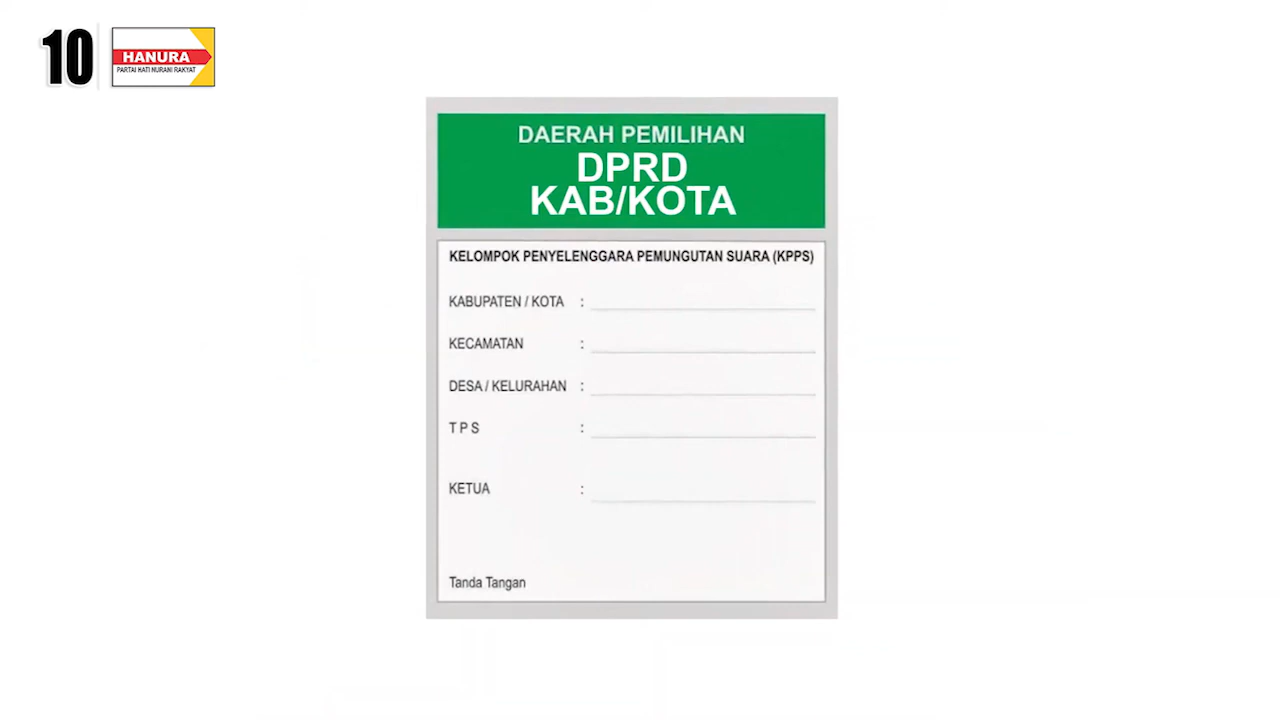 10
HANURA
PARTAI HATI NURANI RAKYAT
DAERAH PEMILIHAN
DPRD
KAB/KOTA
KELOMPOK PENYELENGGARA PEMUNGUTAN SUARA (KPPS)
KABUPATEN / KOTA :
KECAMATAN :
DESA / KELURAHAN :
T P S :
KETUA :
Tanda Tangan